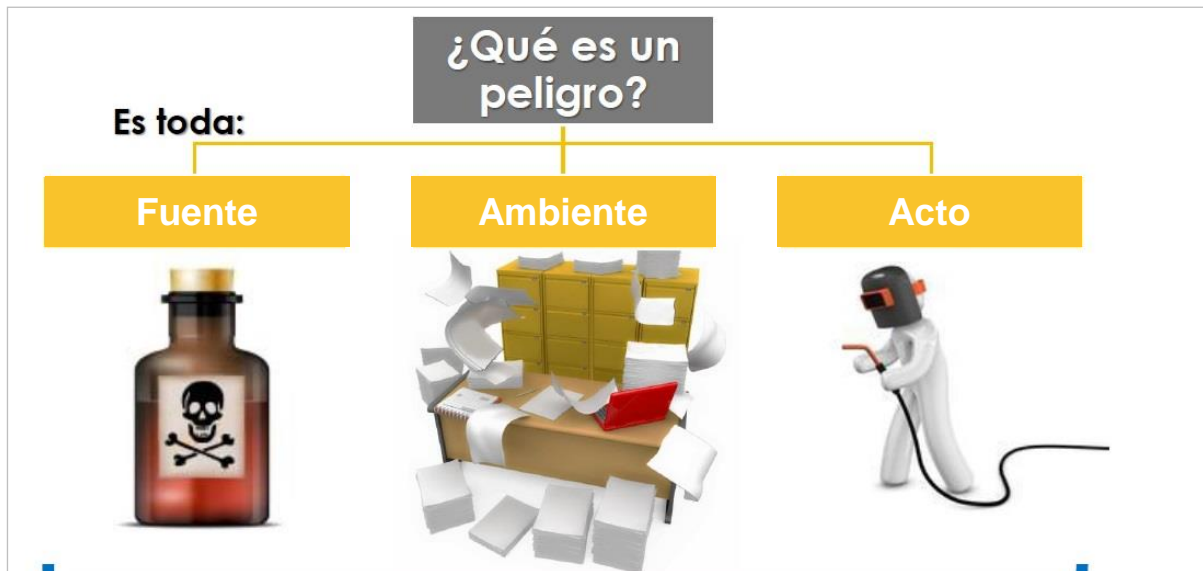 ¿Qué es un
peligro?
Es toda:
Fuente
Ambiente
Acto